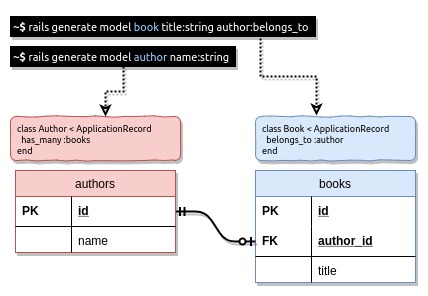 ~$ rails generate model book title:string author:belongs_to
~$ rails generate model author name:string
class Author < ApplicationRecord
has_many :books
end
class Book < ApplicationRecord
belongs_to :author
end
authors
PK id
name
books
PK id
FK author_id
title